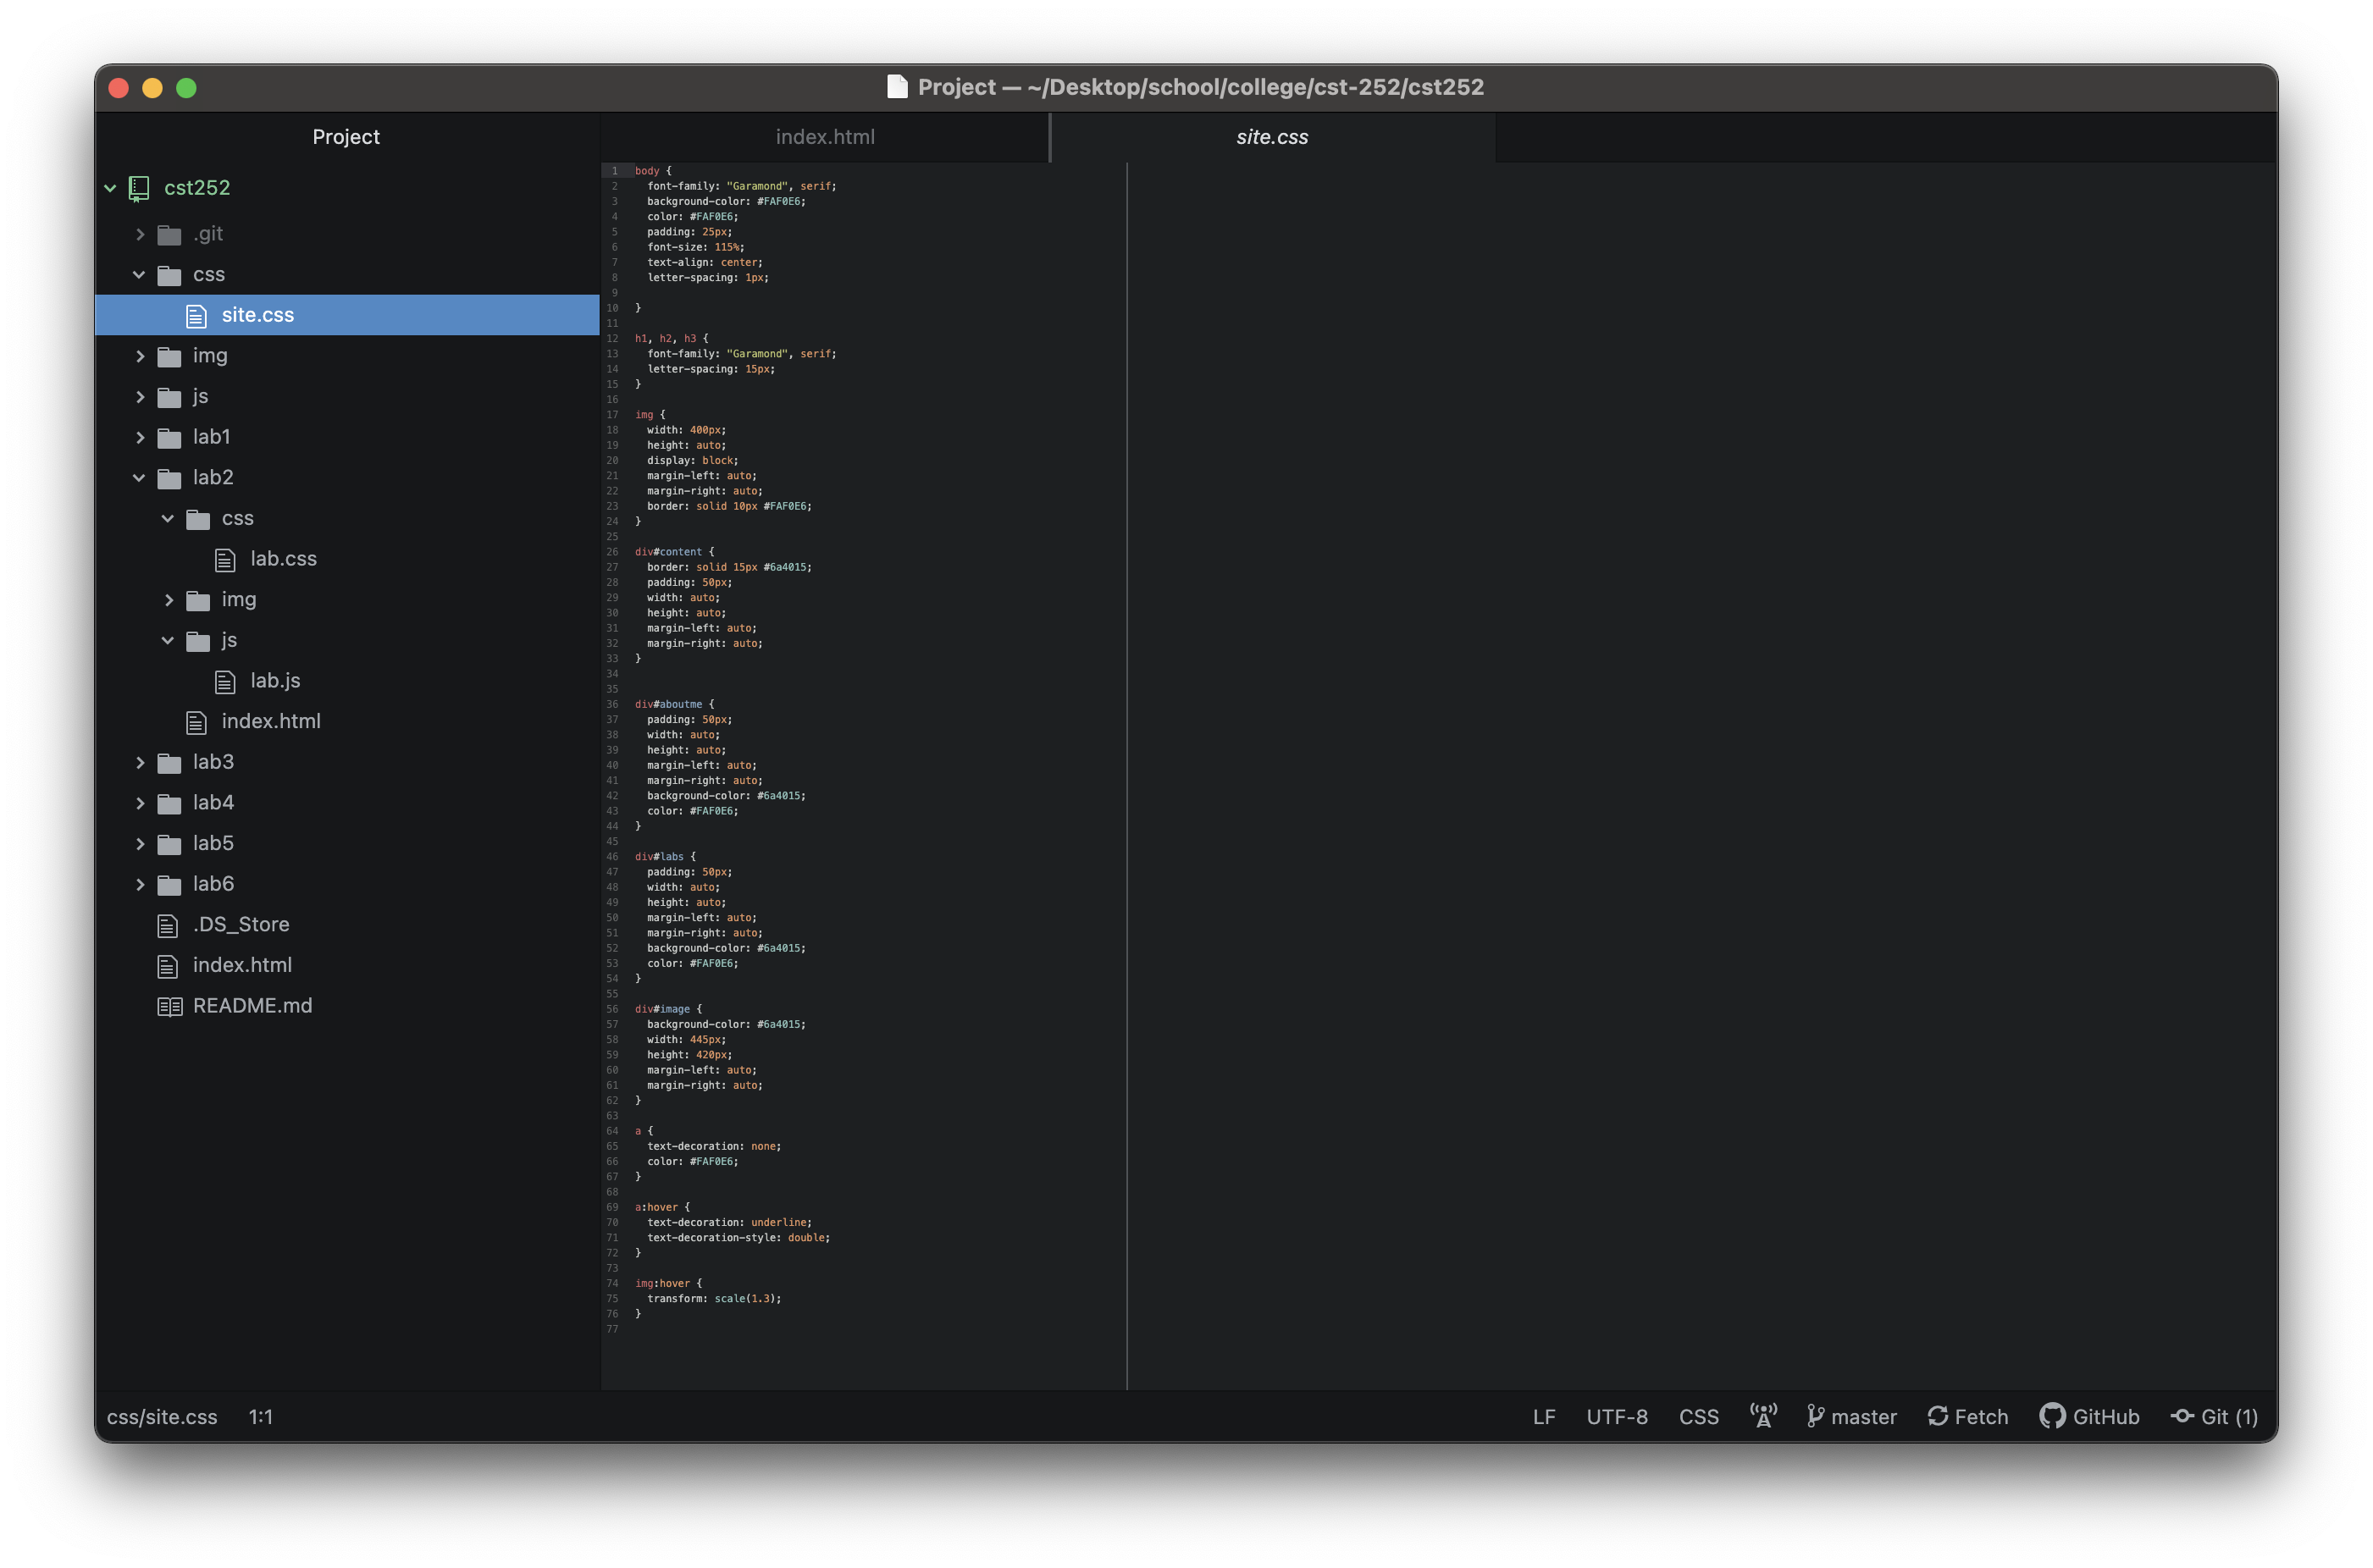 Project — ~/Desktop/school/college/cst-252/cst252
Project
index.html
site.css
cst252
.git
css
site.css
img
js
lab1
lab2
css
lab.css
img
js
lab.js
index.html
lab3
lab4
lab5
lab6
.DS_Store
index.html
README.md
1 body {
2   font-family: "Garamond", serif;
3   background-color: #FAF0E6;
4   color: #FAF0E6;
5   padding: 25px;
6   font-size: 115%;
7   text-align: center;
8   letter-spacing: 1px;
9
10 }
11
12 h1, h2, h3 {
13   font-family: "Garamond", serif;
14   letter-spacing: 15px;
15 }
16
17 img {
18   width: 400px;
19   height: auto;
20   display: block;
21   margin-left: auto;
22   margin-right: auto;
23   border: solid 10px #FAF0E6;
24 }
25
26 div#content {
27   border: solid 15px #6a4015;
28   padding: 50px;
29   width: auto;
30   height: auto;
31   margin-left: auto;
32   margin-right: auto;
33 }
34
35
36 div#aboutme {
37   padding: 50px;
38   width: auto;
39   height: auto;
40   margin-left: auto;
41   margin-right: auto;
42   background-color: #6a4015;
43   color: #FAF0E6;
44 }
45
46 div#labs {
47   padding: 50px;
48   width: auto;
49   height: auto;
50   margin-left: auto;
51   margin-right: auto;
52   background-color: #6a4015;
53   color: #FAF0E6;
54 }
55
56 div#image {
57   background-color: #6a4015;
58   width: 445px;
59   height: 420px;
60   margin-left: auto;
61   margin-right: auto;
62 }
63
64 a {
65   text-decoration: none;
66   color: #FAF0E6;
67 }
68
69 a:hover {
70   text-decoration: underline;
71   text-decoration-style: double;
72 }
73
74 img:hover {
75   transform: scale(1.3);
76 }
77
css/site.css 1:1 LF UTF-8 CSS master Fetch GitHub Git (1)